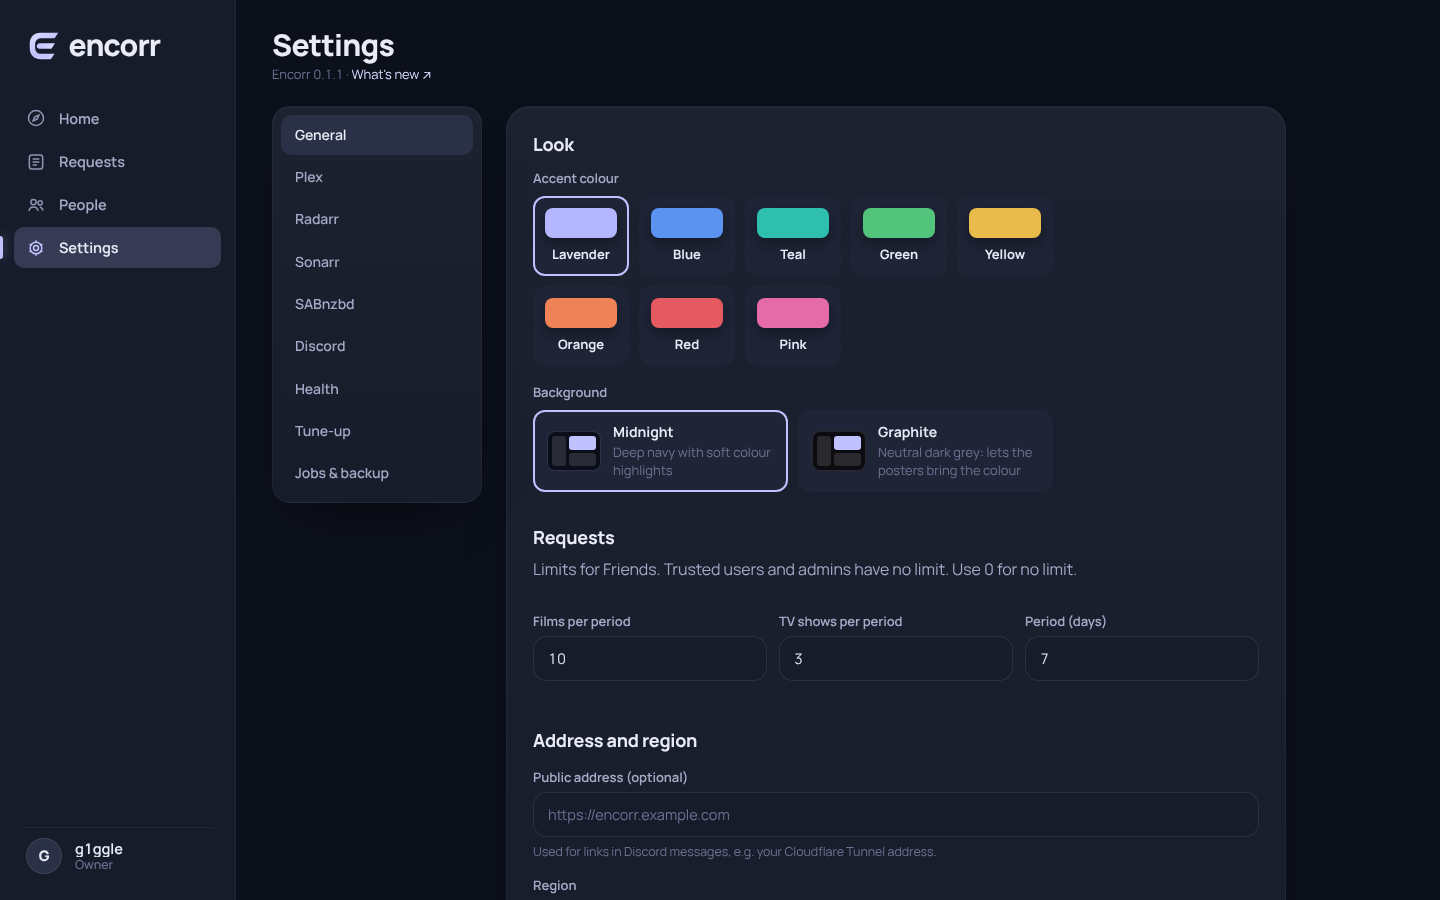 encorr
Home
Requests
People
Settings
g1ggle
Owner
G
Settings
Encorr 0.1.1 · What's new ↗
General
Plex
Radarr
Sonarr
SABnzbd
Discord
Health
Tune-up
Jobs & backup
Look
Accent colour
Lavender
Blue
Teal
Green
Yellow
Orange
Red
Pink
Background
Midnight
Deep navy with soft colour
highlights
Graphite
Neutral dark grey: lets the
posters bring the colour
Requests
Limits for Friends. Trusted users and admins have no limit. Use 0 for no limit.
Films per period
TV shows per period
Period (days)
10
3
7
Address and region
Public address (optional)
https://encorr.example.com
Used for links in Discord messages, e.g. your Cloudflare Tunnel address.
Region